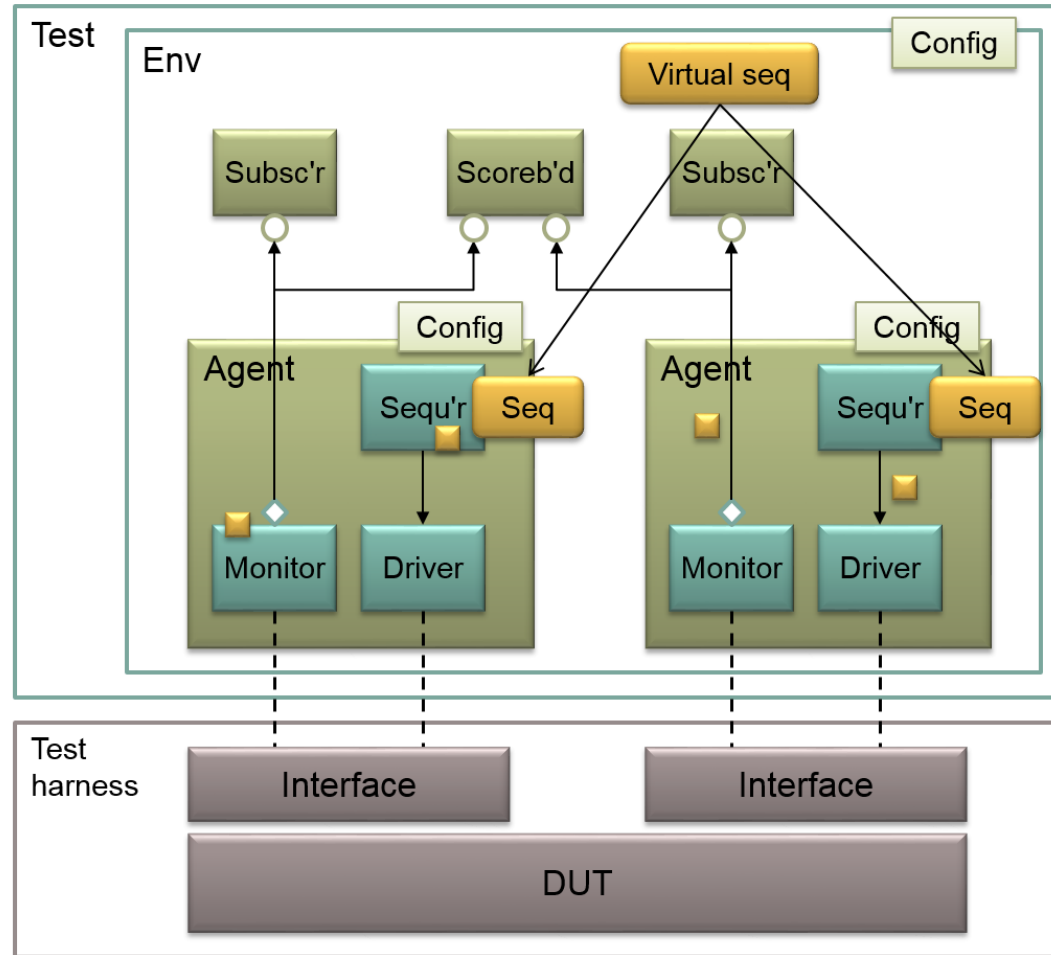 Test
Env
Config
Virtual seq
Subsc'r
Scoreb'd
Subsc'r
Config
Config
Agent
Agent
Sequ'r
Seq
Sequ'r
Seq
Monitor
Driver
Monitor
Driver
Test
harness
Interface
Interface
DUT